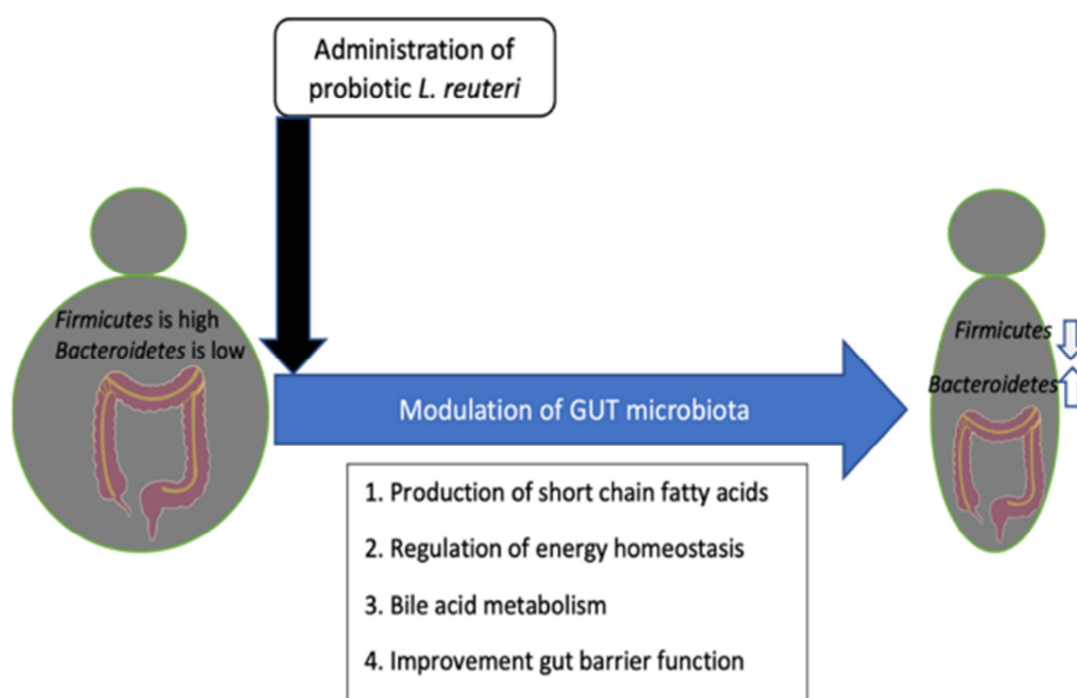 Administration of
probiotic L. reuteri
Firmicutes is high
Bacteroidetes is low
Modulation of GUT microbiota
Firmicutes
Bacteroidetes
1. Production of short chain fatty acids
2. Regulation of energy homeostasis
3. Bile acid metabolism
4. Improvement gut barrier function